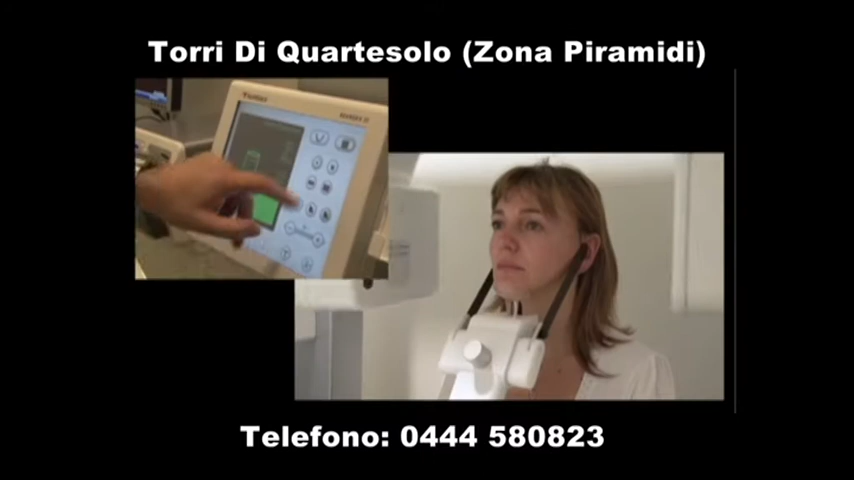 Torri Di Quartesolo (Zona Piramidi)
Telefono: 0444 580823